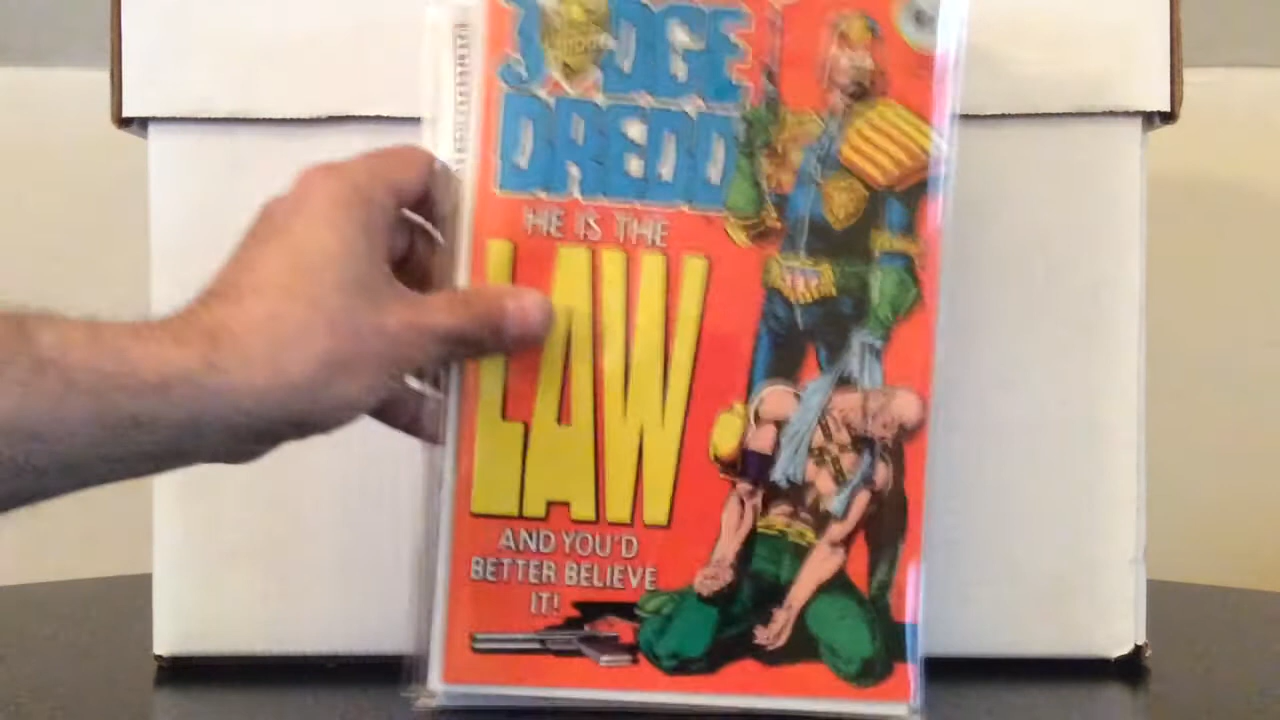 JUDGE
DREDD
HE IS THE
LAW
AND YOU'D
BETTER BELIEVE
IT!